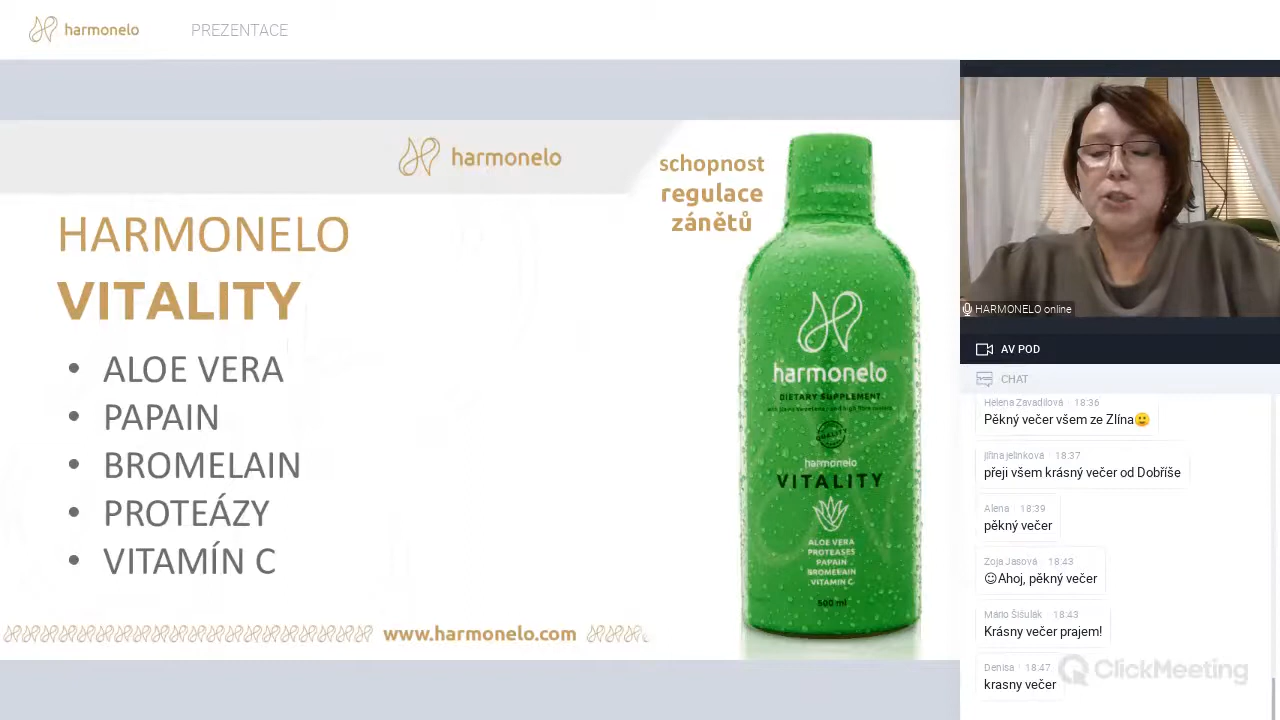 harmonelo
PREZENTACE
harmonelo
schopnost
regulace
zánětů
HARMONELO
VITALITY
• ALOE VERA
• PAPAIN
• BROMELAIN
• PROTEÁZY
• VITAMÍN C
www.harmonelo.com
harmonelo
DIETARY SUPPLEMENT
QUALITY
harmonelo
VITALITY
ALOE VERA
PROTEASES
PAPAIN
BROMELAIN
VITAMIN C
500 ml
HARMONELO online
AV POD
CHAT
Helena Zavadilová · 18:36
Pěkný večer všem ze Zlína🙂
jiřina jelínková · 18:37
přeji všem krásný večer od Dobříše
Alena · 18:39
pěkný večer
Zoja Jasová · 18:43
☺Ahoj, pěkný večer
Mário Šišulák · 18:43
Krásny večer prajem!
Denisa · 18:47
krasny večer
ClickMeeting